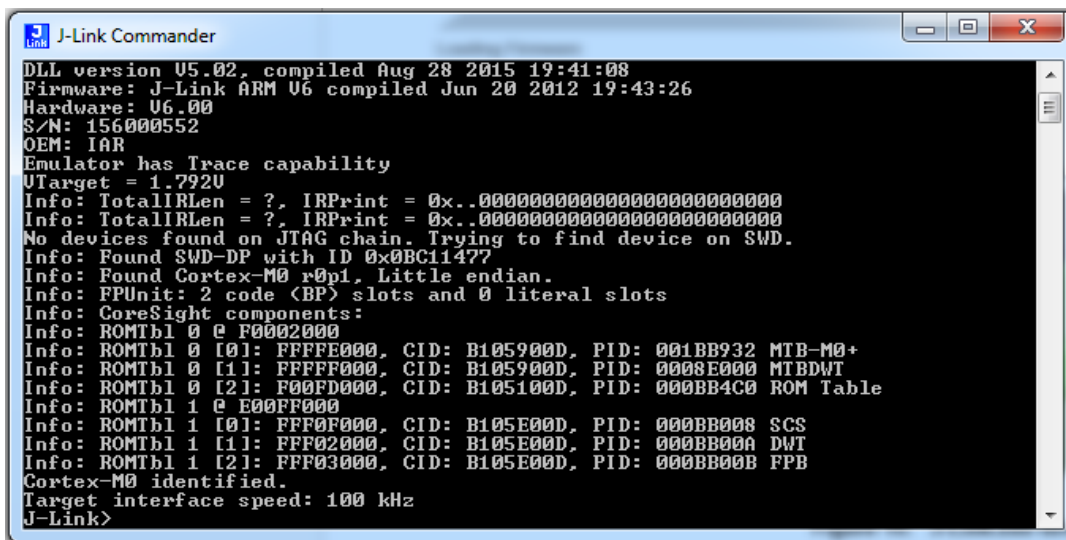 J-Link Commander
DLL version V5.02, compiled Aug 28 2015 19:41:08
Firmware: J-Link ARM V6 compiled Jun 20 2012 19:43:26
Hardware: V6.00
S/N: 156000552
OEM: IAR
Emulator has Trace capability
VTarget = 1.792V
Info: TotalIRLen = ?, IRPrint = 0x..000000000000000000000000
Info: TotalIRLen = ?, IRPrint = 0x..000000000000000000000000
No devices found on JTAG chain. Trying to find device on SWD.
Info: Found SWD-DP with ID 0x0BC11477
Info: Found Cortex-M0 r0p1, Little endian.
Info: FPUnit: 2 code (BP) slots and 0 literal slots
Info: CoreSight components:
Info: ROMTbl 0 @ F0002000
Info: ROMTbl 0 [0]: FFFFE000, CID: B105900D, PID: 001BB932 MTB-M0+
Info: ROMTbl 0 [1]: FFFFF000, CID: B105900D, PID: 0008E000 MTBDWT
Info: ROMTbl 0 [2]: F00FD000, CID: B105100D, PID: 000BB4C0 ROM Table
Info: ROMTbl 1 @ E00FF000
Info: ROMTbl 1 [0]: FFF0F000, CID: B105E00D, PID: 000BB008 SCS
Info: ROMTbl 1 [1]: FFF02000, CID: B105E00D, PID: 000BB00A DWT
Info: ROMTbl 1 [2]: FFF03000, CID: B105E00D, PID: 000BB00B FPB
Cortex-M0 identified.
Target interface speed: 100 kHz
J-Link>